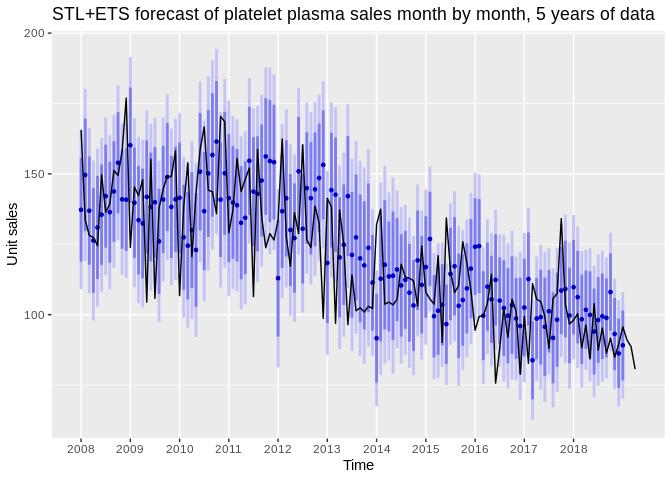 STL+ETS forecast of platelet plasma sales month by month, 5 years of data
200
150
100
Unit sales
2008 2009 2010 2011 2012 2013 2014 2015 2016 2017 2018
Time